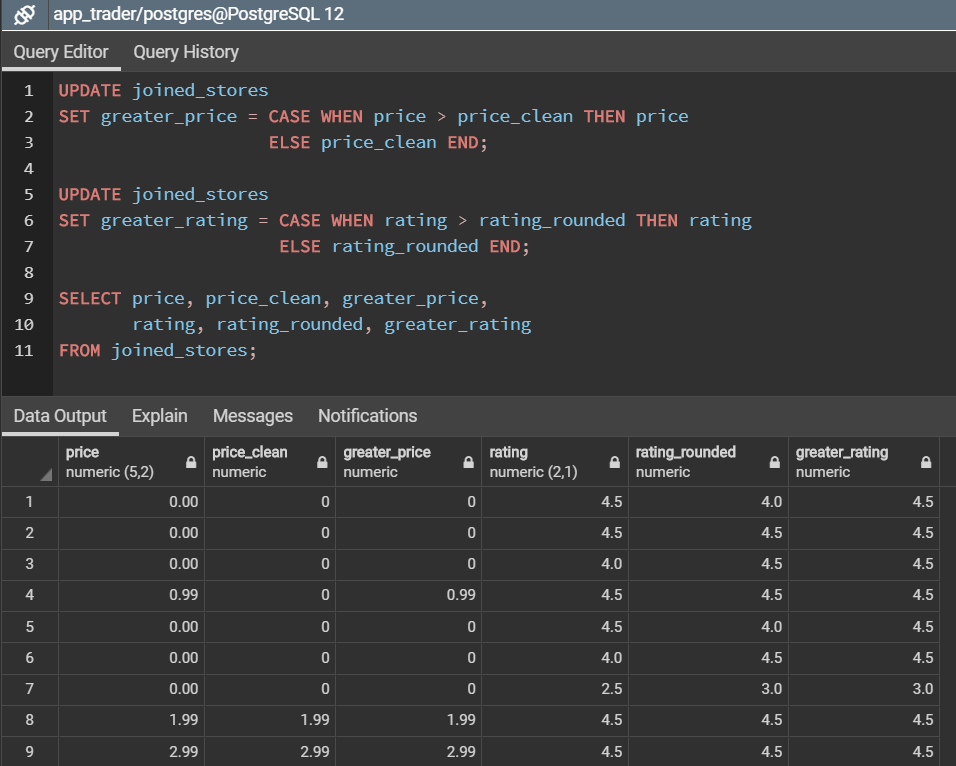 app_trader/postgres@PostgreSQL 12
Query Editor Query History
1 UPDATE joined_stores
2 SET greater_price = CASE WHEN price > price_clean THEN price
3 ELSE price_clean END;
4
5 UPDATE joined_stores
6 SET greater_rating = CASE WHEN rating > rating_rounded THEN rating
7 ELSE rating_rounded END;
8
9 SELECT price, price_clean, greater_price,
10 rating, rating_rounded, greater_rating
11 FROM joined_stores;
Data Output Explain Messages Notifications
price price_clean greater_price rating rating_rounded greater_rating
numeric (5,2) numeric numeric numeric (2,1) numeric numeric
1 0.00 0 0 4.5 4.0 4.5
2 0.00 0 0 4.5 4.5 4.5
3 0.00 0 0 4.0 4.5 4.5
4 0.99 0 0.99 4.5 4.5 4.5
5 0.00 0 0 4.5 4.0 4.5
6 0.00 0 0 4.0 4.5 4.5
7 0.00 0 0 2.5 3.0 3.0
8 1.99 1.99 1.99 4.5 4.5 4.5
9 2.99 2.99 2.99 4.5 4.5 4.5